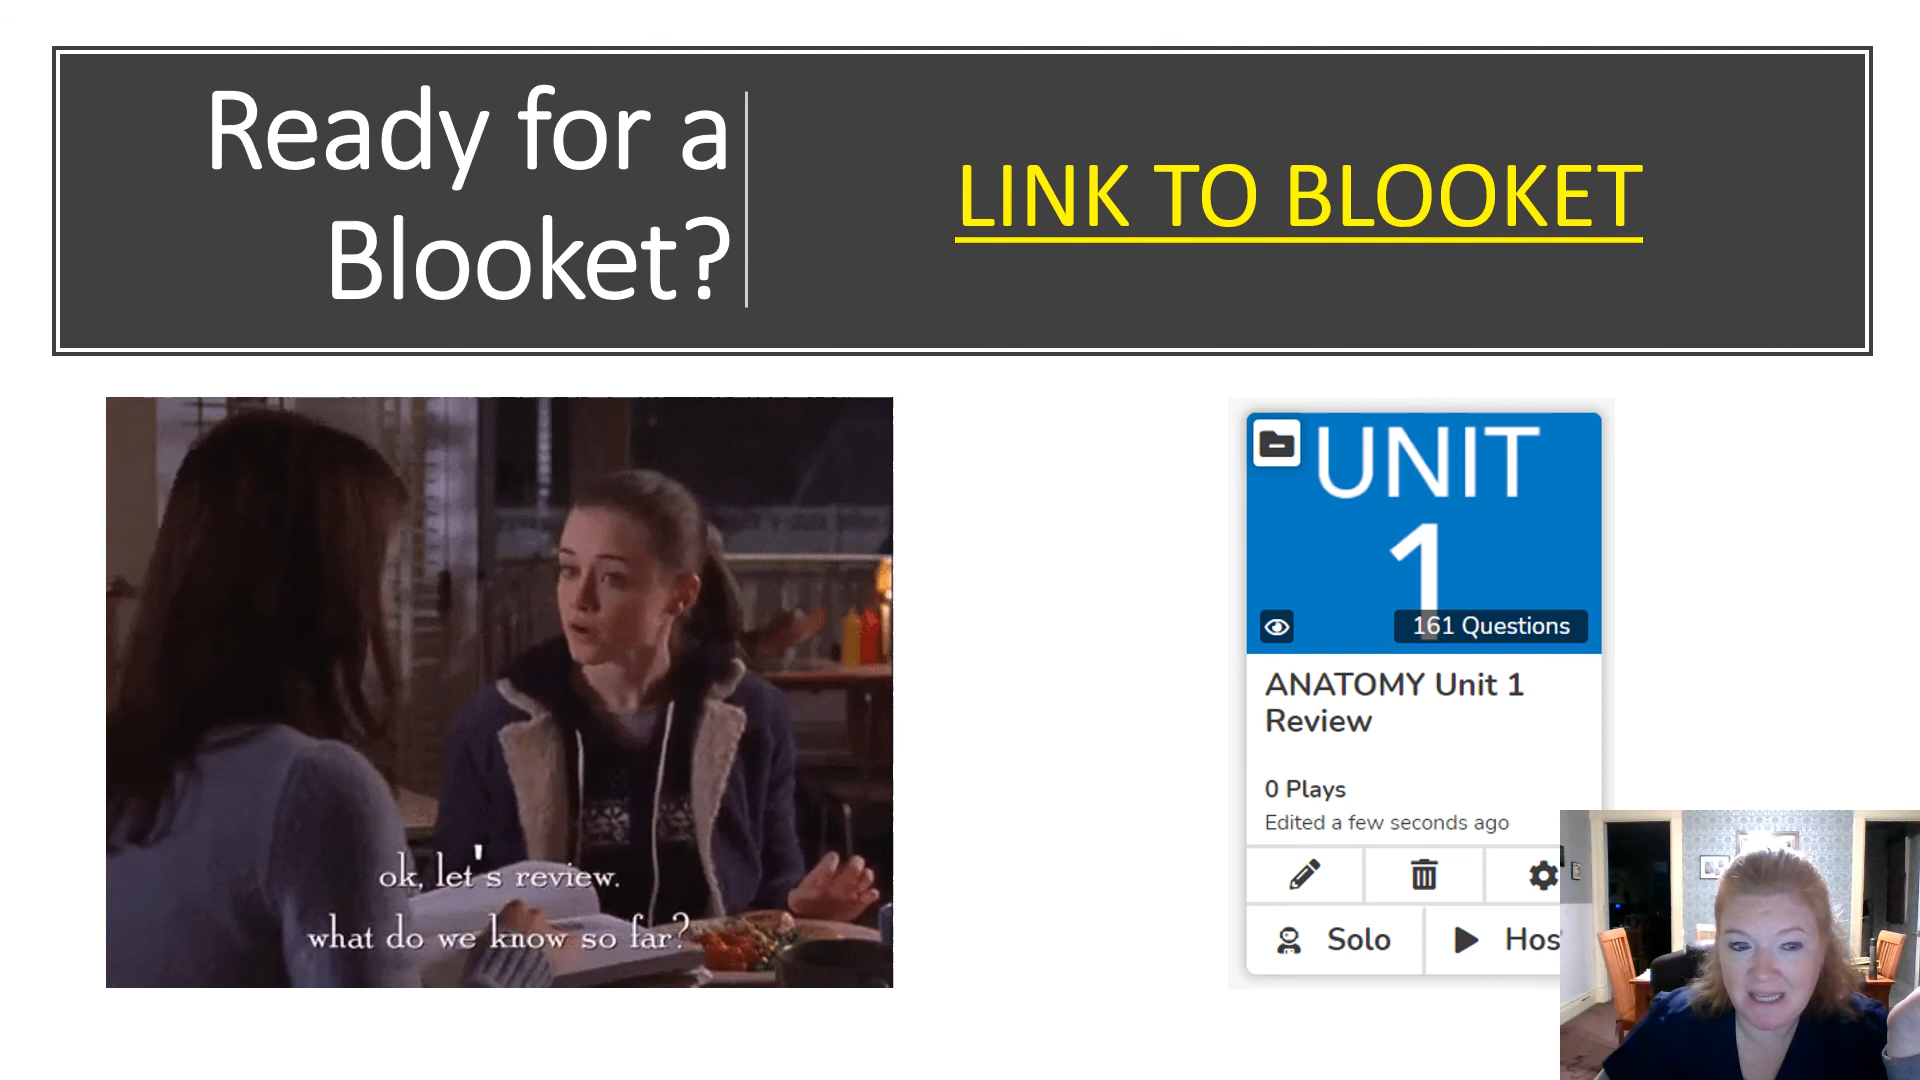 Ready for a
Blooket?
LINK TO BLOOKET
ok, let's review.
what do we know so far?
UNIT
1
161 Questions
ANATOMY Unit 1
Review
0 Plays
Edited a few seconds ago
Solo
Hos